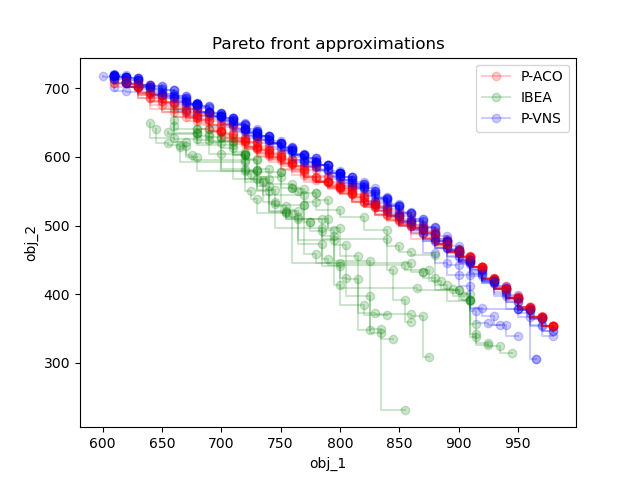 Pareto front approximations
P-ACO
IBEA
P-VNS
obj_2
700
600
500
400
300
600 650 700 750 800 850 900 950
obj_1